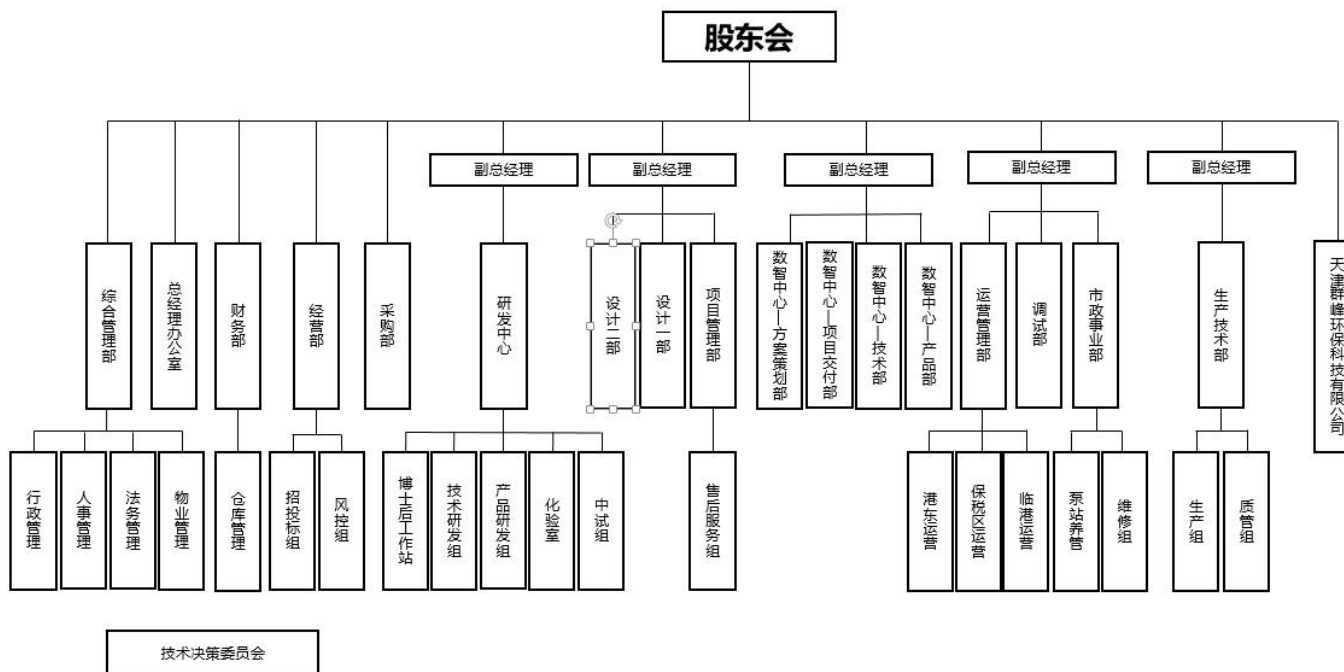 股东会
副总经理
副总经理
副总经理
副总经理
副总经理
综合管理部
总经理办公室
财务部
经营部
采购部
研发中心
设计二部
设计一部
项目管理部
数智中心—方案策划部
数智中心—项目交付部
数智中心—技术部
数智中心—产品部
运营管理部
调试部
市政事业部
生产技术部
天津群峰环保科技有限公司
行政管理
人事管理
法务管理
物业管理
仓库管理
招投标组
风控组
博士后工作站
技术研发组
产品研发组
化验室
中试组
售后服务组
港东运营
保税区运营
临港运营
泵站养管
维修组
生产组
质管组
技术决策委员会